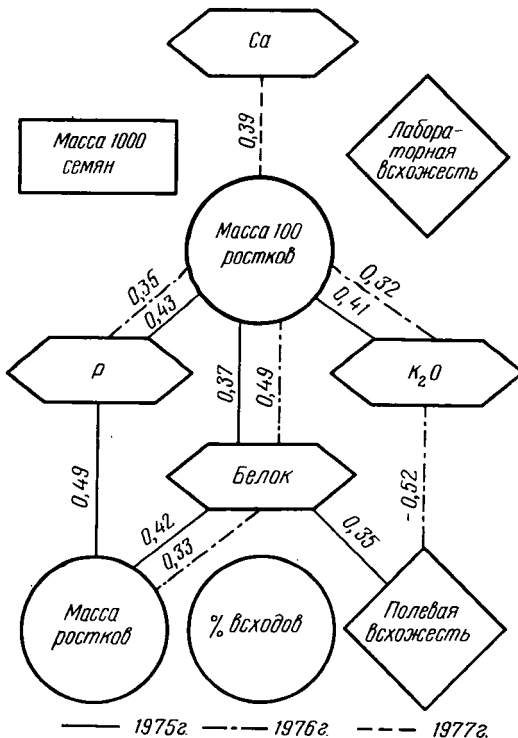 Ca
0,39
Масса 1000
семян
Лабора-
торная
всхожесть
Масса 100
ростков
0,35
0,43
0,32
0,41
P
K₂O
0,37
0,49
0,49
-0,52
Белок
0,42
0,33
0,35
Масса
ростков
% всходов
Полевая
всхожесть
1975г. 1976г. 1977г.